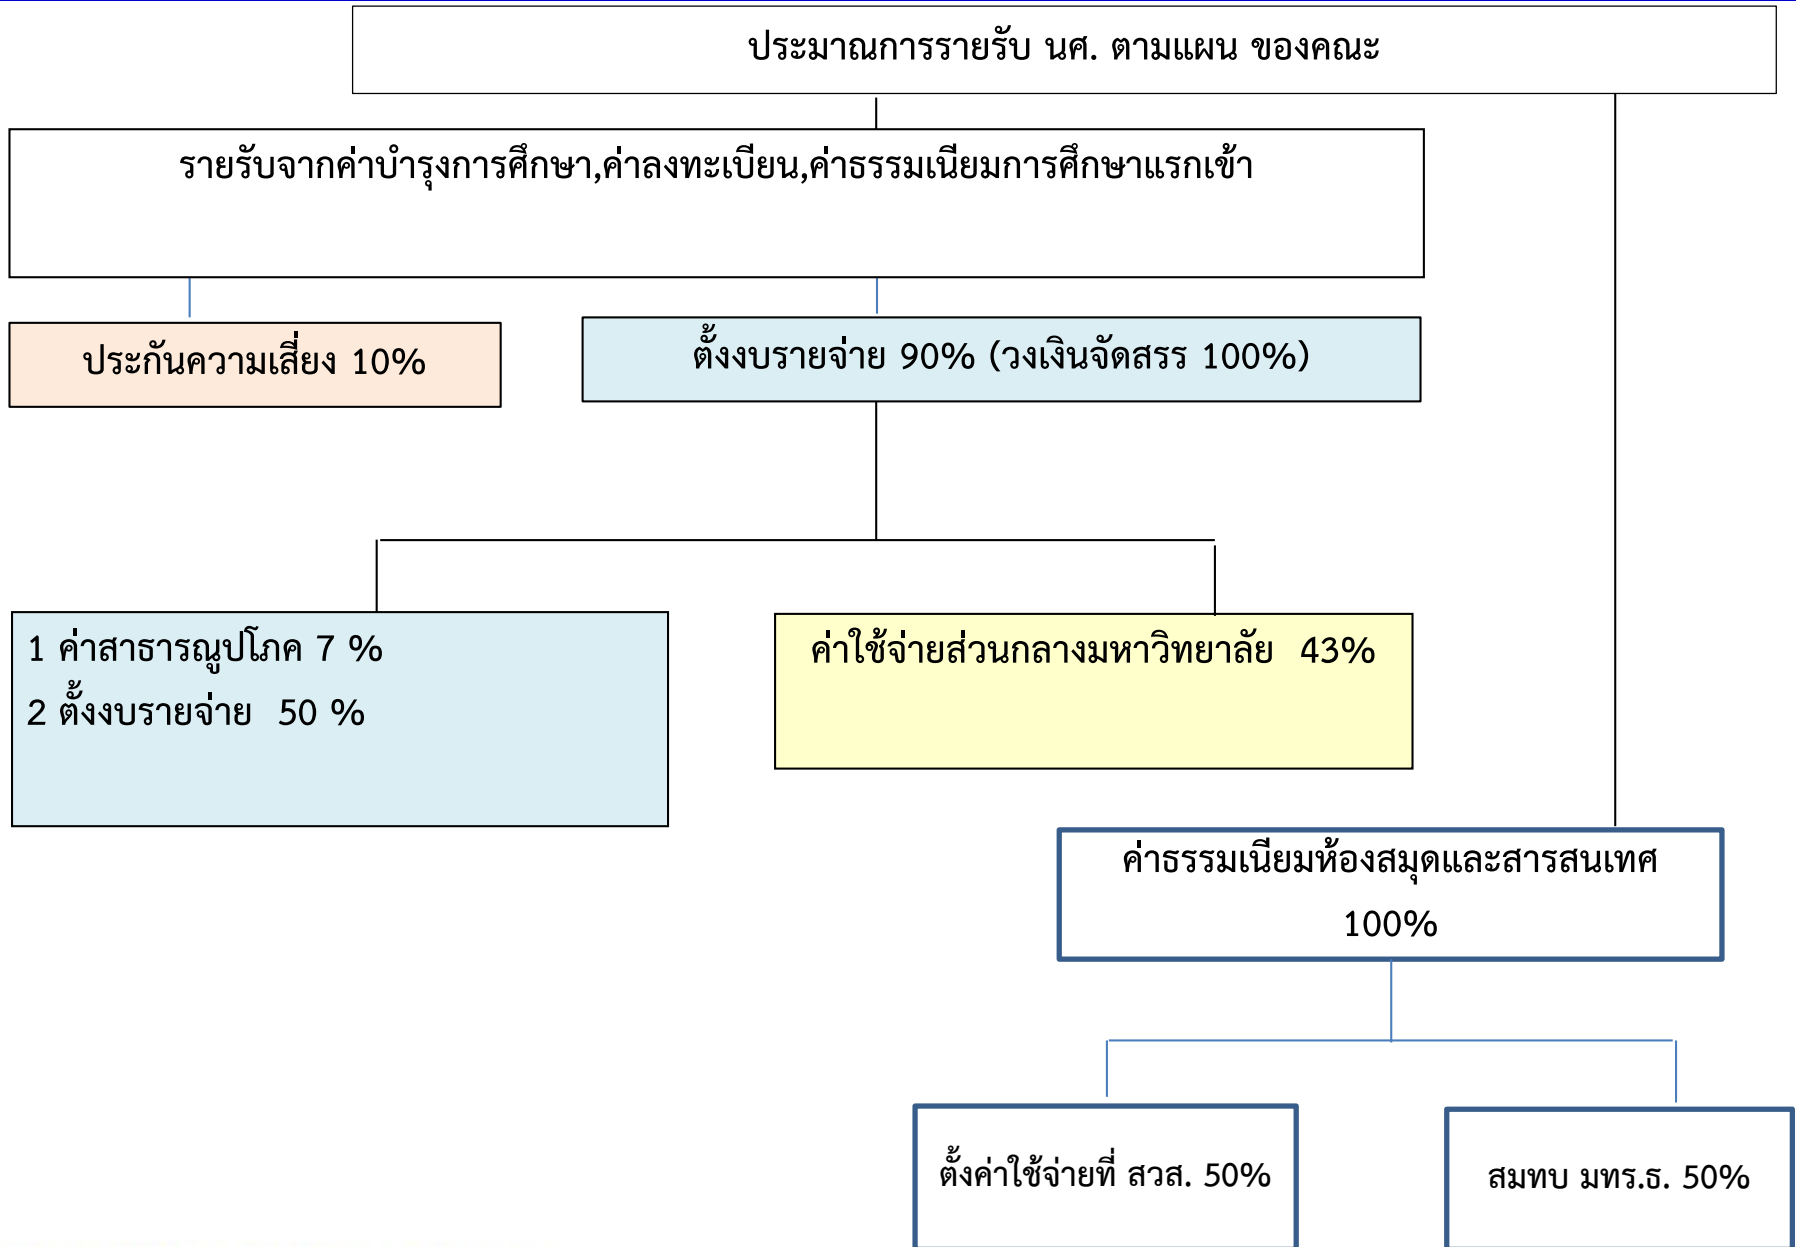 ประมาณการรายรับ นศ. ตามแผน ของคณะ
รายรับจากค่าบำรุงการศึกษา,ค่าลงทะเบียน,ค่าธรรมเนียมการศึกษาแรกเข้า
ประกันความเสี่ยง 10%
ตั้งงบรายจ่าย 90% (วงเงินจัดสรร 100%)
1 ค่าสาธารณูปโภค 7 %
2 ตั้งงบรายจ่าย 50 %
ค่าใช้จ่ายส่วนกลางมหาวิทยาลัย 43%
ค่าธรรมเนียมห้องสมุดและสารสนเทศ
100%
ตั้งค่าใช้จ่ายที่ สวส. 50%
สมทบ มทร.ธ. 50%